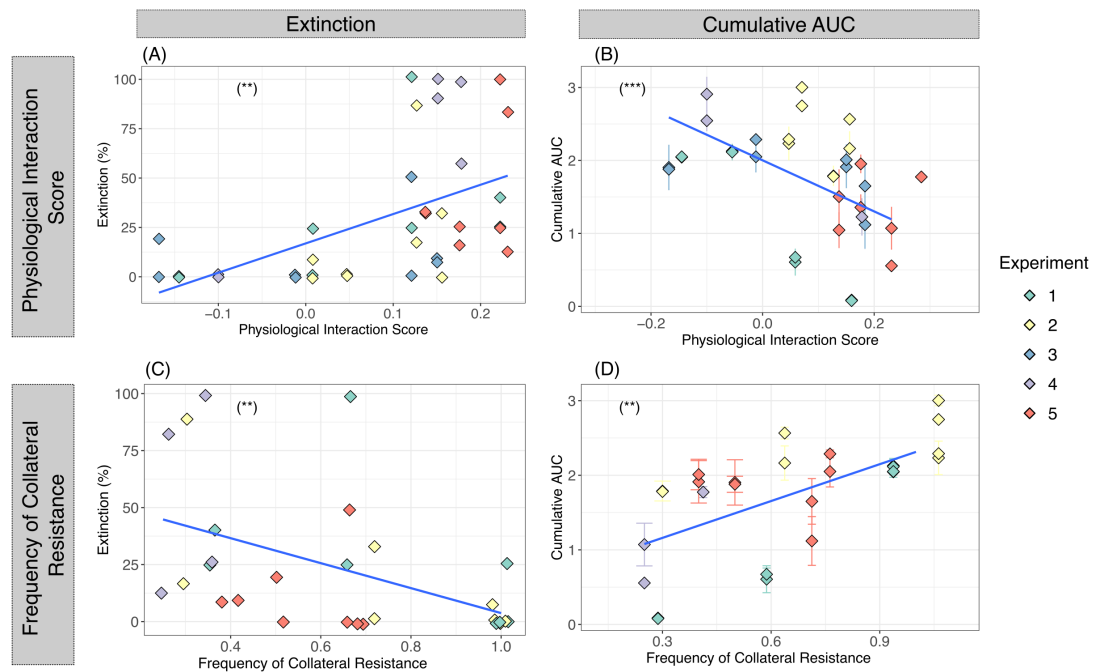 Extinction
Cumulative AUC
Physiological Interaction
Score
(A)
(**)
100
75
50
25
0
Extinction (%)
−0.1
0.0
0.1
0.2
Physiological Interaction Score
(B)
(***)
3
2
1
0
Cumulative AUC
−0.2
0.0
0.2
Physiological Interaction Score
Experiment
1
2
3
4
5
Frequency of Collateral
Resistance
(C)
(**)
100
75
50
25
0
Extinction (%)
0.4
0.6
0.8
1.0
Frequency of Collateral Resistance
(D)
(**)
3
2
1
0
Cumulative AUC
0.3
0.6
0.9
Frequency of Collateral Resistance